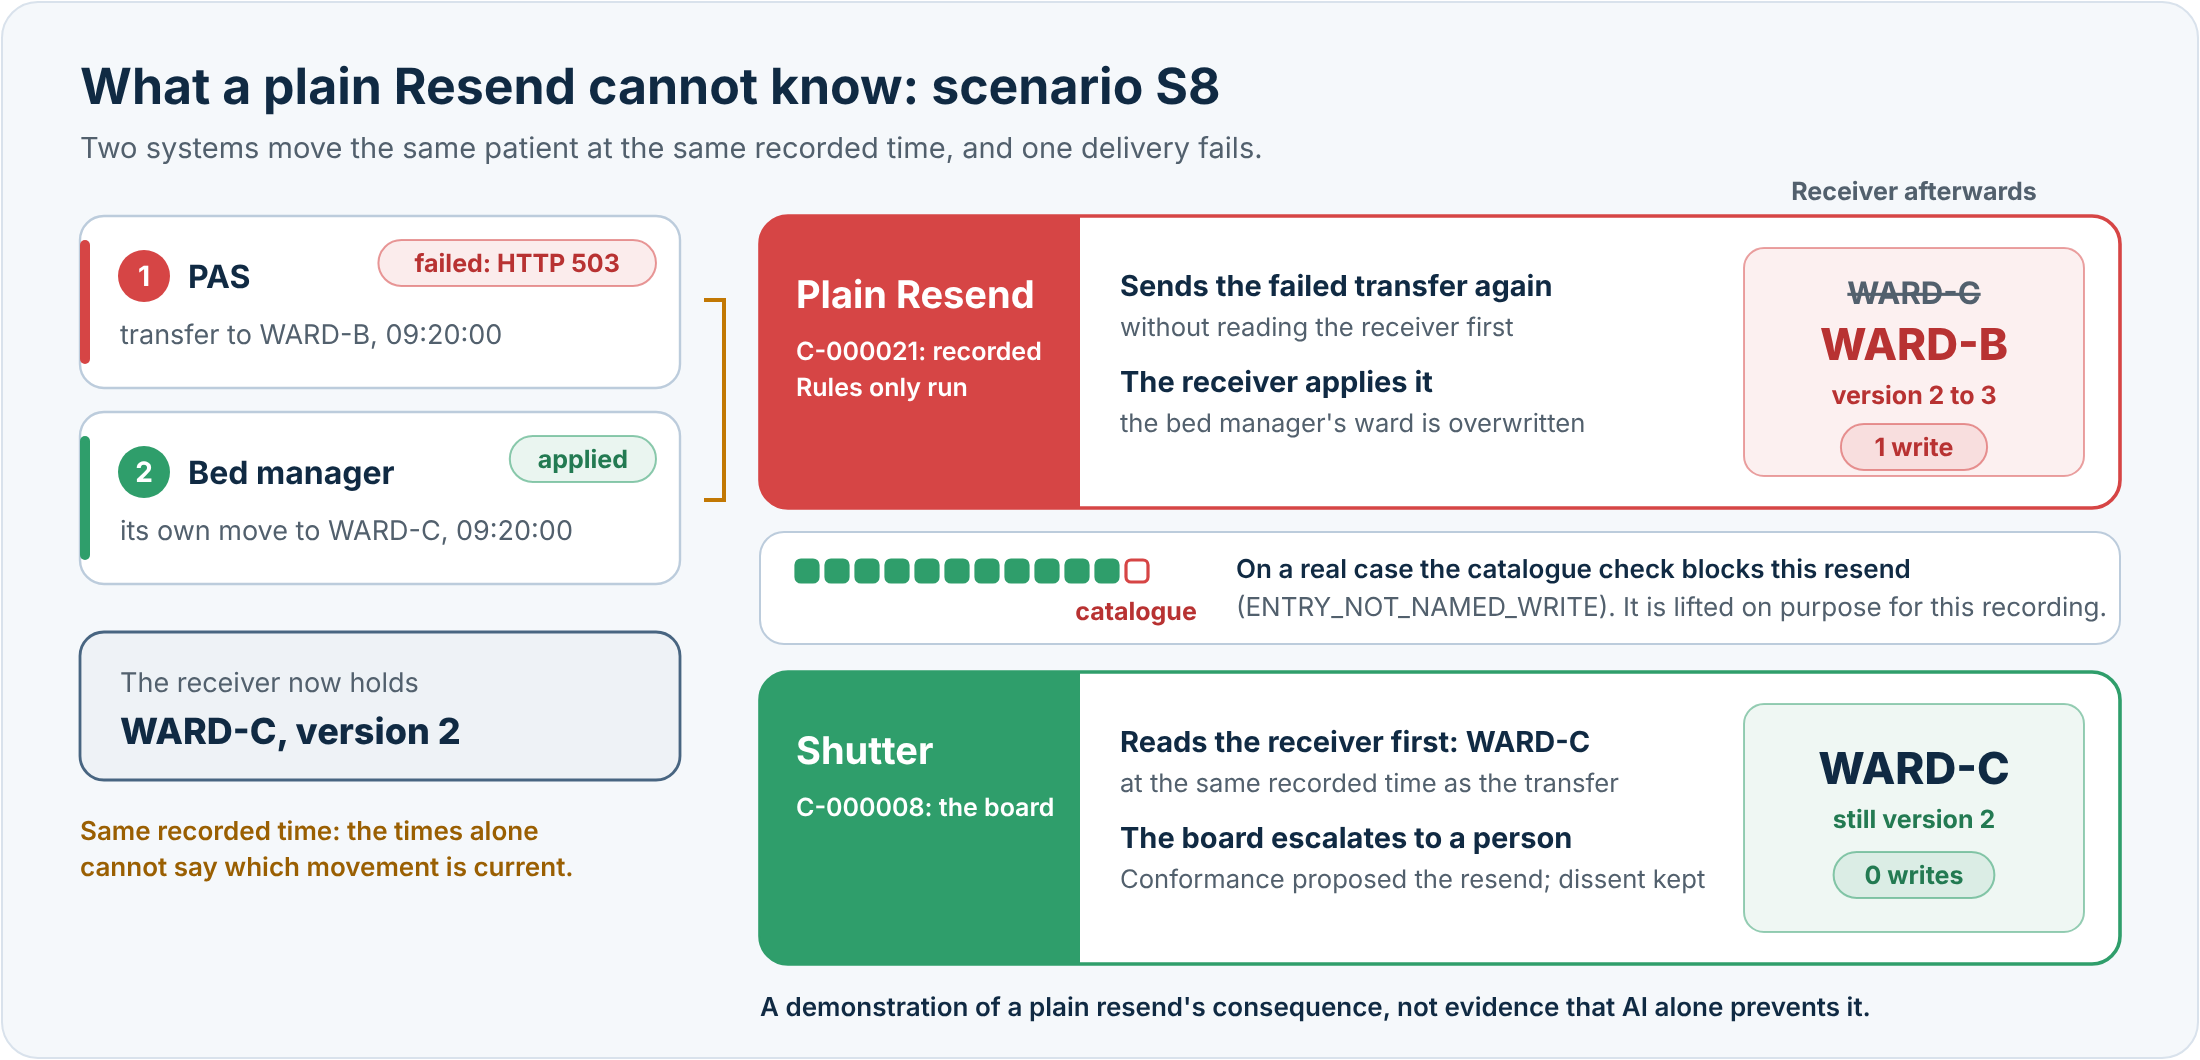 What a plain Resend cannot know: scenario S8
Two systems move the same patient at the same recorded time, and one delivery fails.
1 PAS
failed: HTTP 503
transfer to WARD-B, 09:20:00
2 Bed manager
applied
its own move to WARD-C, 09:20:00
The receiver now holds
WARD-C, version 2
Same recorded time: the times alone
cannot say which movement is current.
Receiver afterwards
Plain Resend
C-000021: recorded
Rules only run
Sends the failed transfer again
without reading the receiver first
The receiver applies it
the bed manager's ward is overwritten
WARD-C
WARD-B
version 2 to 3
1 write
catalogue
On a real case the catalogue check blocks this resend
(ENTRY_NOT_NAMED_WRITE). It is lifted on purpose for this recording.
Shutter
C-000008: the board
Reads the receiver first: WARD-C
at the same recorded time as the transfer
The board escalates to a person
Conformance proposed the resend; dissent kept
WARD-C
still version 2
0 writes
A demonstration of a plain resend's consequence, not evidence that AI alone prevents it.